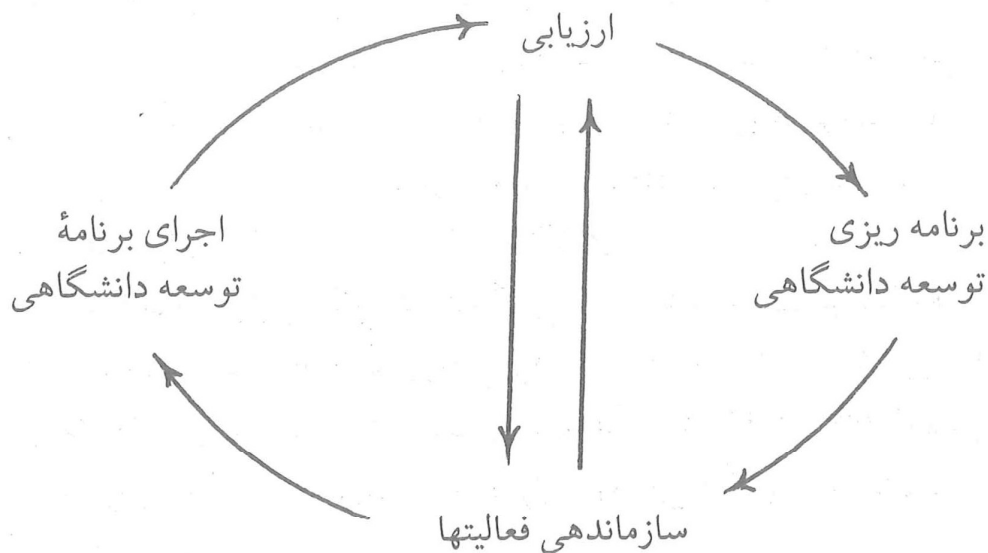 ارزیابی
برنامه ریزی
توسعه دانشگاهی
سازماندهی فعالیتها
اجرای برنامهٔ
توسعه دانشگاهی